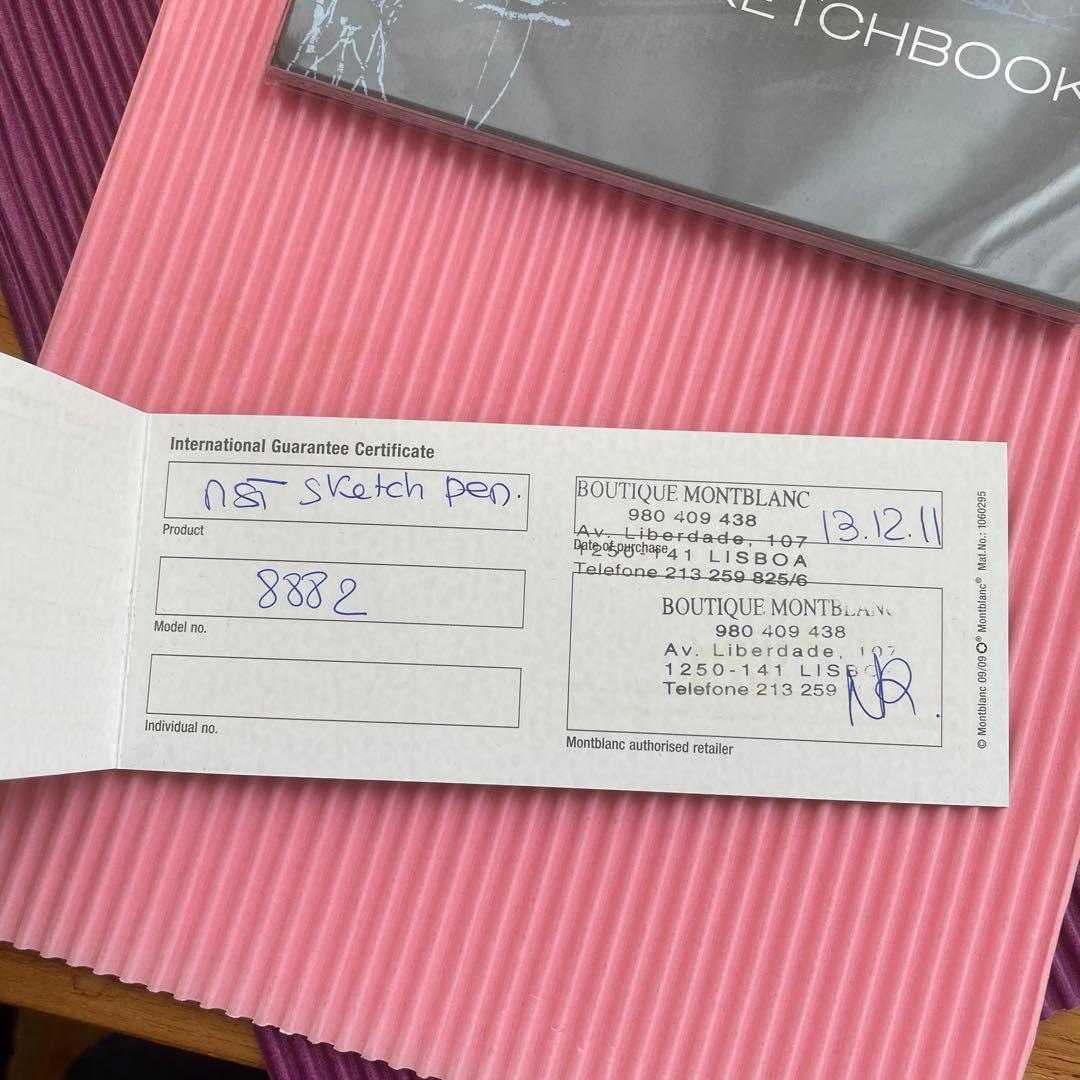 ETCHBOOK
International Guarantee Certificate
nst sketch pen.
Product
8882
Model no.
Individual no.
BOUTIQUE MONTBLANC
980 409 438
13.12.11
Av. Liberdade, 107
Date of purchase
1250-141 LISBOA
Telefone 213 259 825/6
BOUTIQUE MONTBLANC
980 409 438
Av. Liberdade, 107
1250-141 LISBOA
Telefone 213 259
NR.
Montblanc authorised retailer
© Montblanc 09/09 ® Montblanc® Mat.No.: 1060295